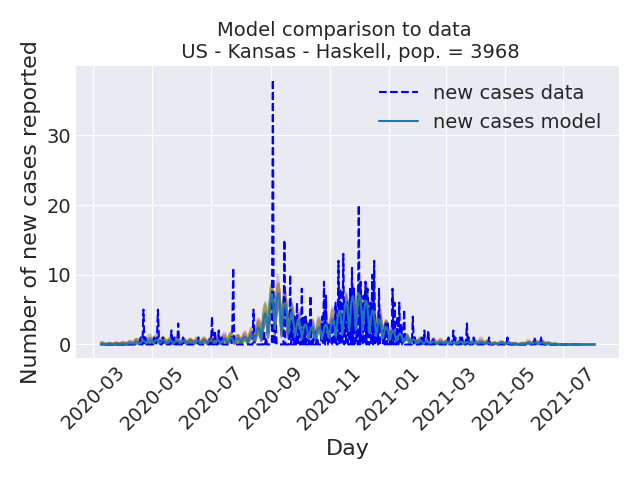 Model comparison to data
US - Kansas - Haskell, pop. = 3968
Number of new cases reported
30
20
10
0
new cases data
new cases model
2020-03
2020-05
2020-07
2020-09
2020-11
2021-01
2021-03
2021-05
2021-07
Day